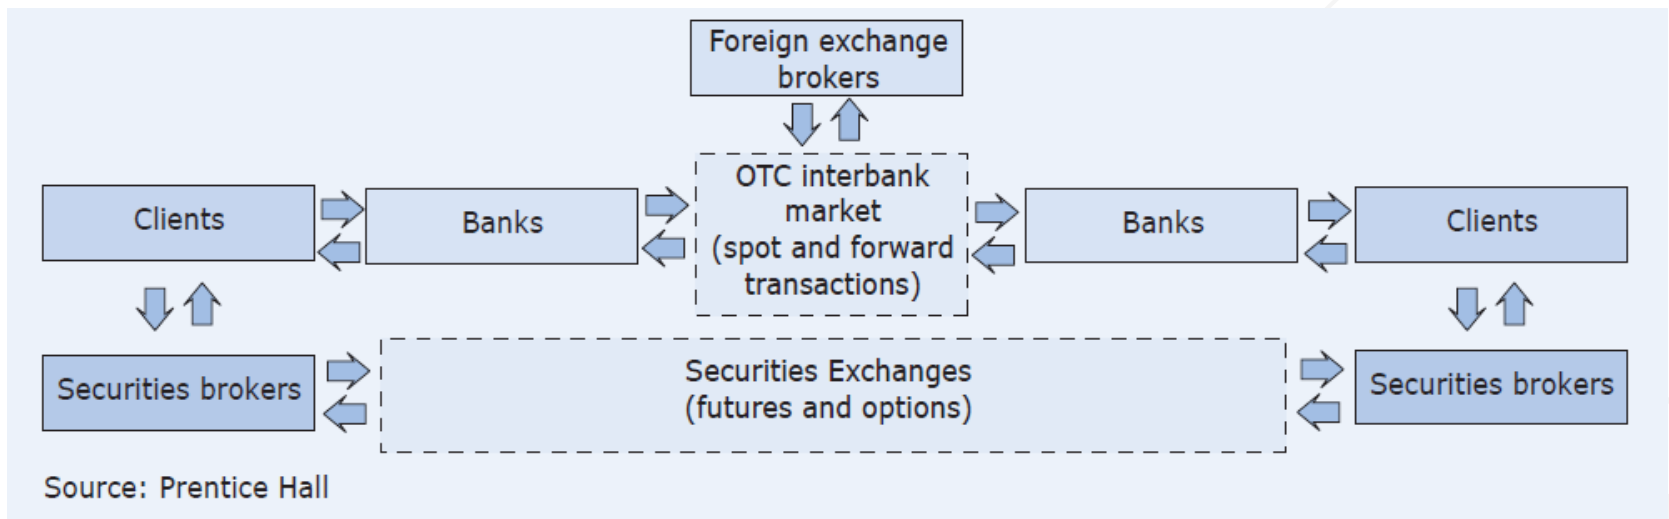 Foreign exchange
brokers
OTC interbank
market
(spot and forward
transactions)
Clients
Banks
Banks
Clients
Securities brokers
Securities Exchanges
(futures and options)
Securities brokers
Source: Prentice Hall